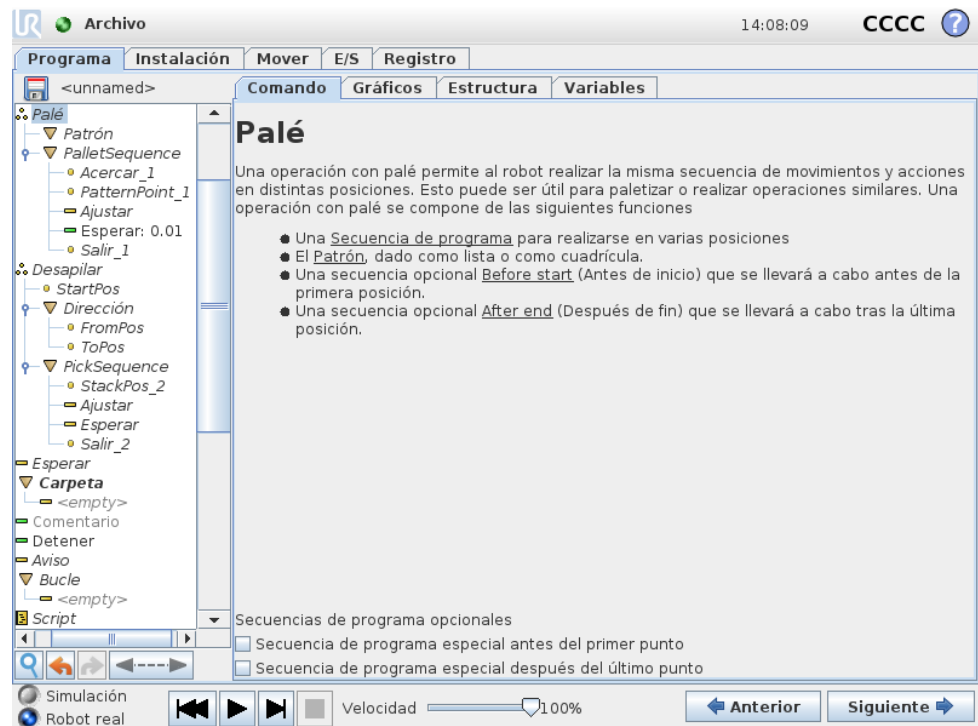 UR Archivo 14:08:09 CCCC ?
Programa Instalación Mover E/S Registro
<unnamed>
Comando Gráficos Estructura Variables
Palé
Patrón
PalletSequence
Acercar_1
PatternPoint_1
Ajustar
Esperar: 0.01
Salir_1
Desapilar
StartPos
Dirección
FromPos
ToPos
PickSequence
StackPos_2
Ajustar
Esperar
Salir_2
Esperar
Carpeta
<empty>
Comentario
Detener
Aviso
Bucle
<empty>
Script
Palé
Una operación con palé permite al robot realizar la misma secuencia de movimientos y acciones
en distintas posiciones. Esto puede ser útil para paletizar o realizar operaciones similares. Una
operación con palé se compone de las siguientes funciones
Una Secuencia de programa para realizarse en varias posiciones
El Patrón, dado como lista o como cuadrícula.
Una secuencia opcional Before start (Antes de inicio) que se llevará a cabo antes de la
primera posición.
Una secuencia opcional After end (Después de fin) que se llevará a cabo tras la última
posición.
Secuencias de programa opcionales
Secuencia de programa especial antes del primer punto
Secuencia de programa especial después del último punto
Simulación
Robot real
Velocidad 100%
Anterior Siguiente